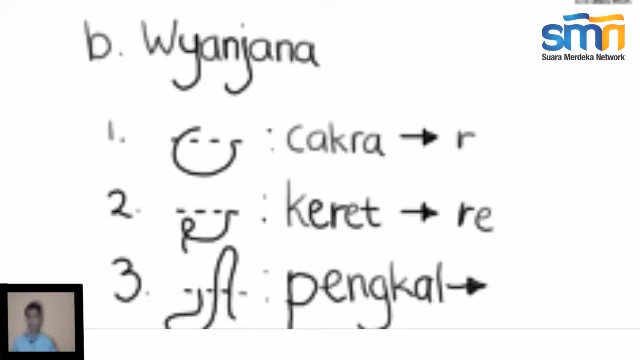 smn
Suara Merdeka Network
b. Wyanjana
1. : cakra → r
2. : keret → re
3. : pengkal →